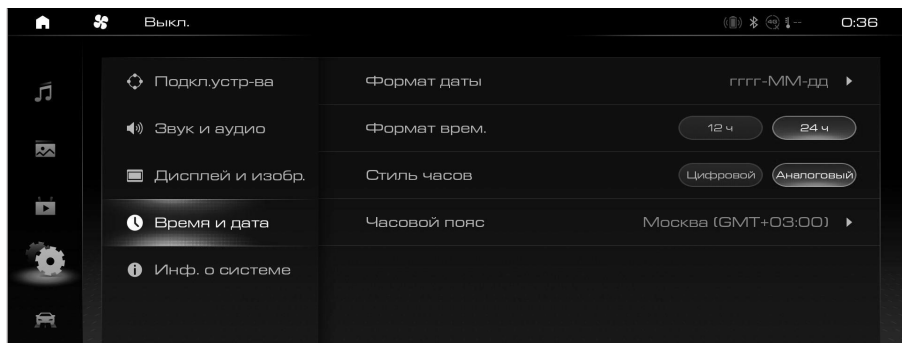 Выкл.
0:36
Подкл.устр-ва
Формат даты
гггг-ММ-дд
Звук и аудио
Формат врем.
12 ч
24 ч
Дисплей и изобр.
Стиль часов
Цифровой
Аналоговый
Время и дата
Часовой пояс
Москва (GMT+03:00)
Инф. о системе